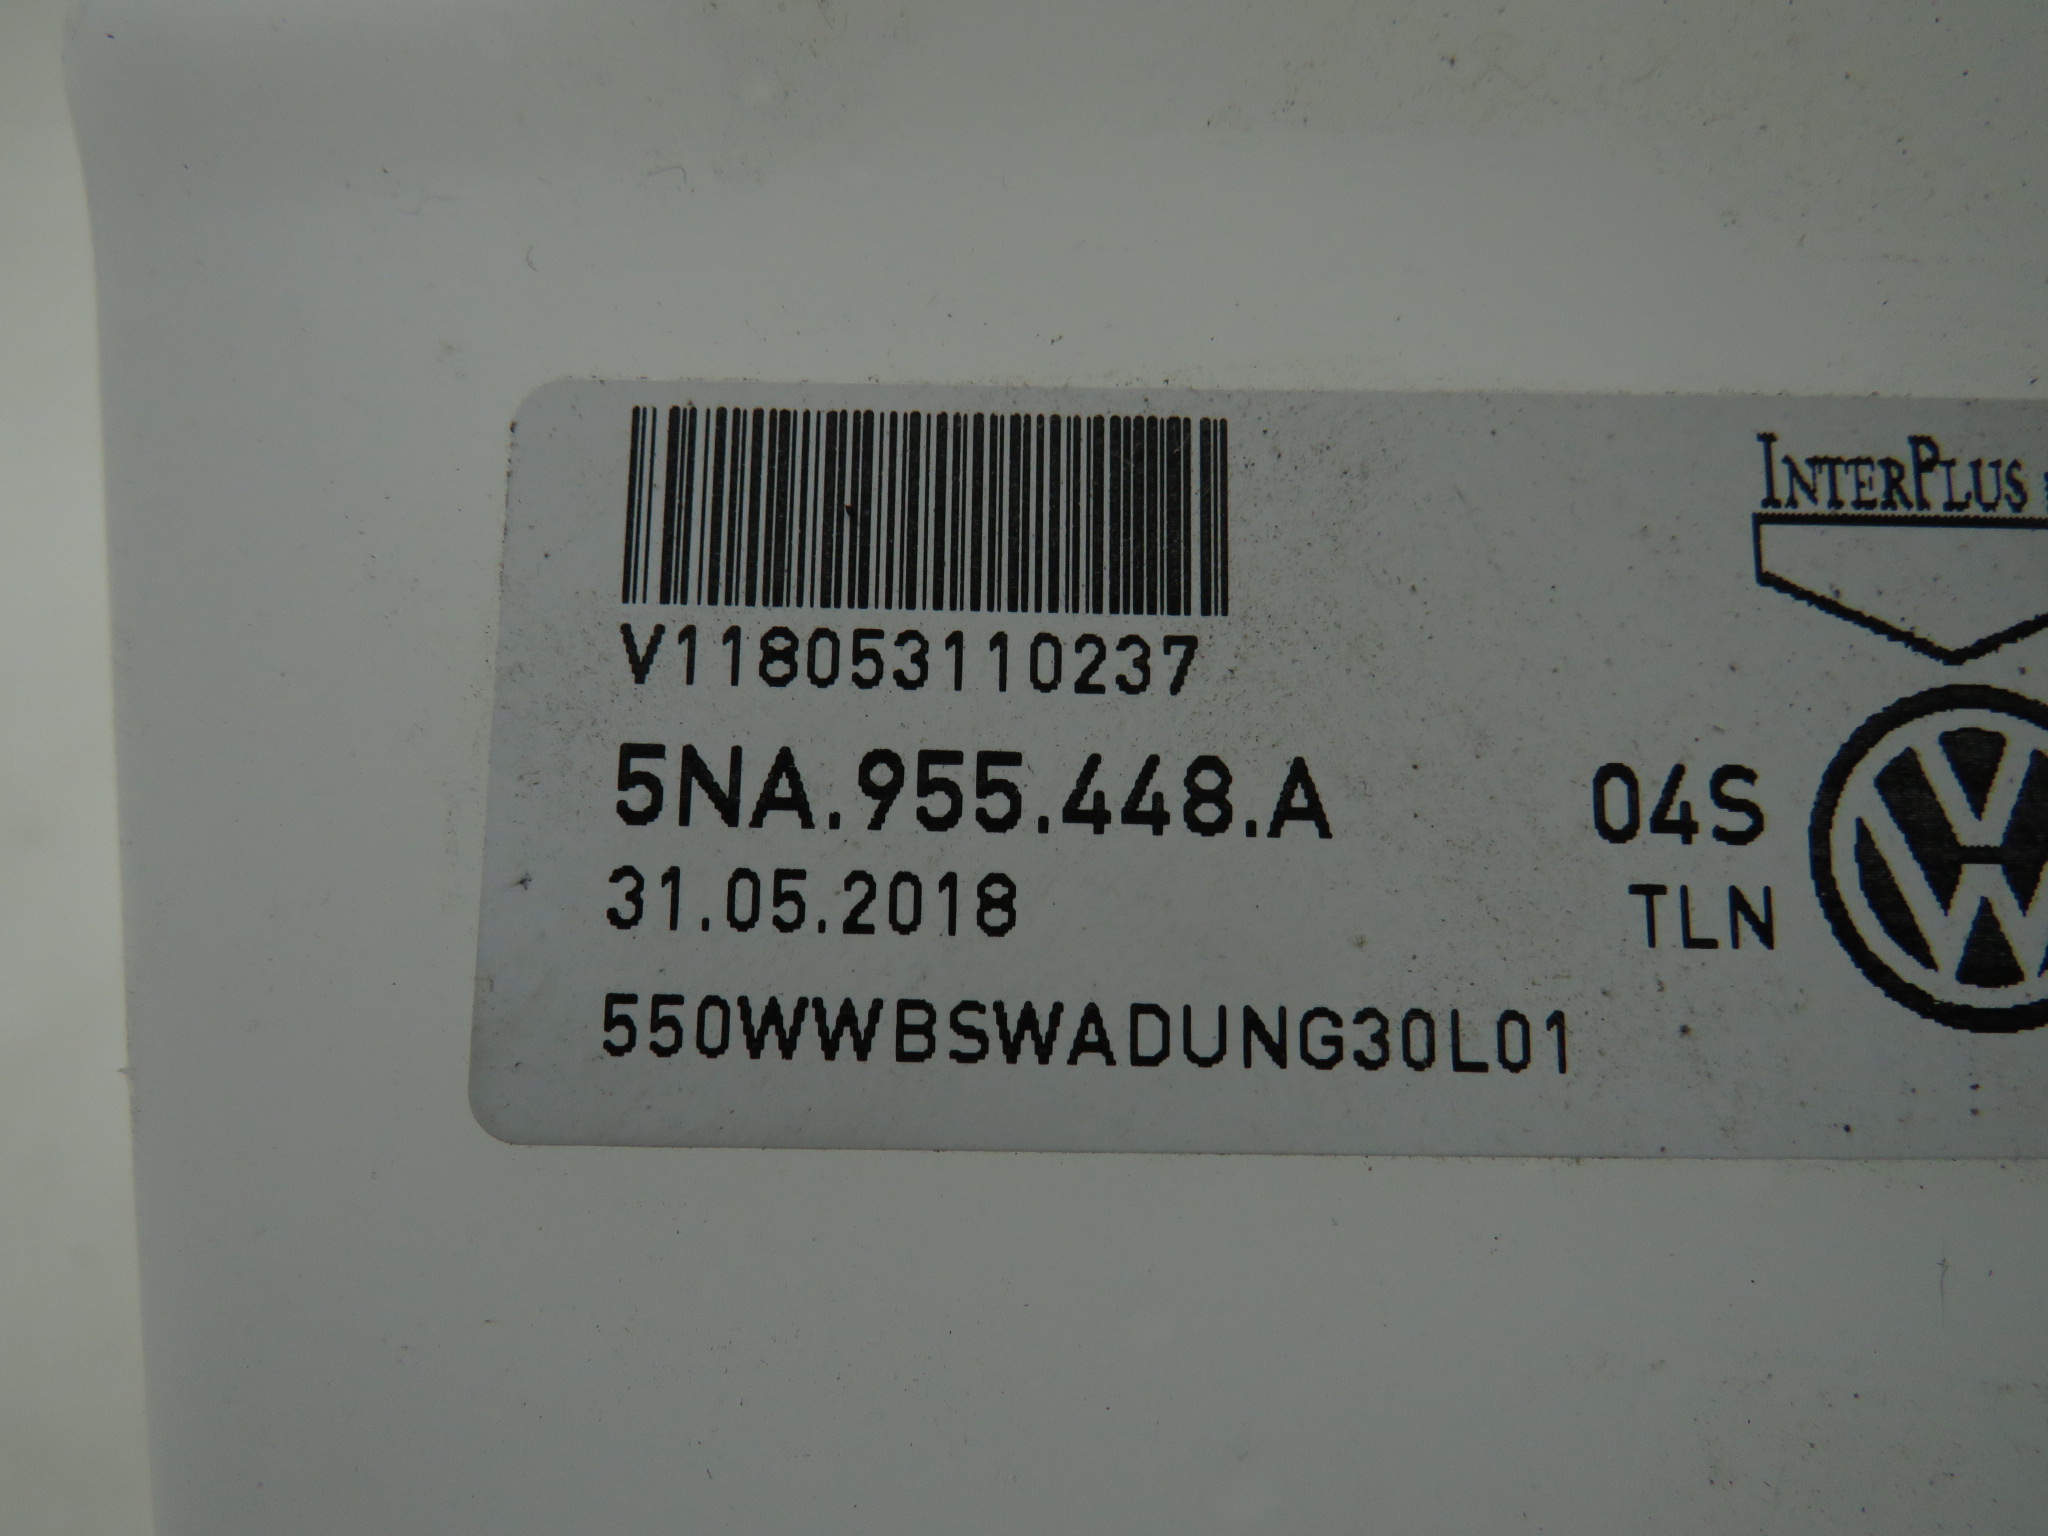 INTERPLUS
V118053110237
5NA.955.448.A 04S
31.05.2018 TLN
550WWBSWADUNG30L01